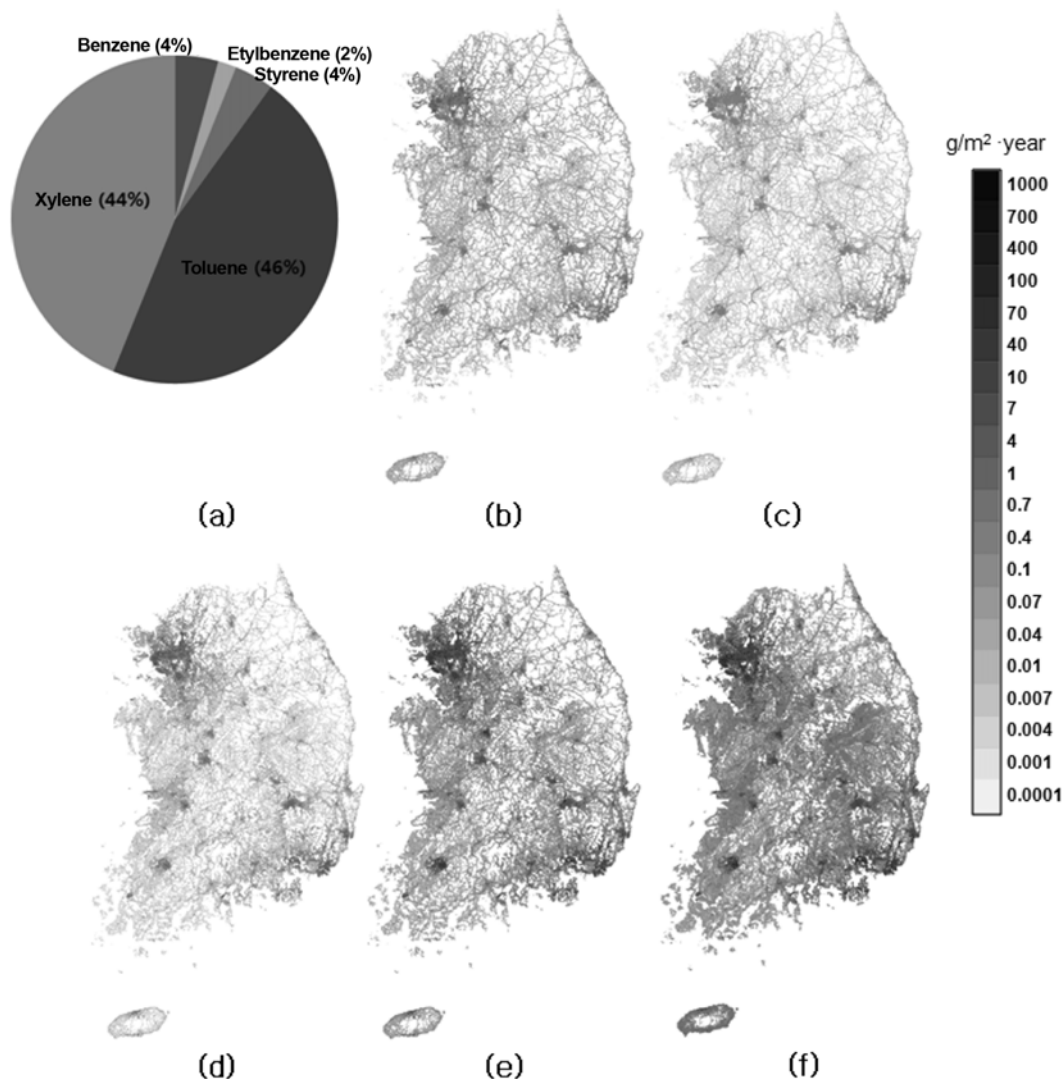 Benzene (4%)
Etylbenzene (2%)
Styrene (4%)
Xylene (44%)
Toluene (46%)
(a)
(b)
(c)
g/m² ·year
1000
700
400
100
70
40
10
7
4
1
0.7
0.4
0.1
0.07
0.04
0.01
0.007
0.004
0.001
0.0001
(d)
(e)
(f)